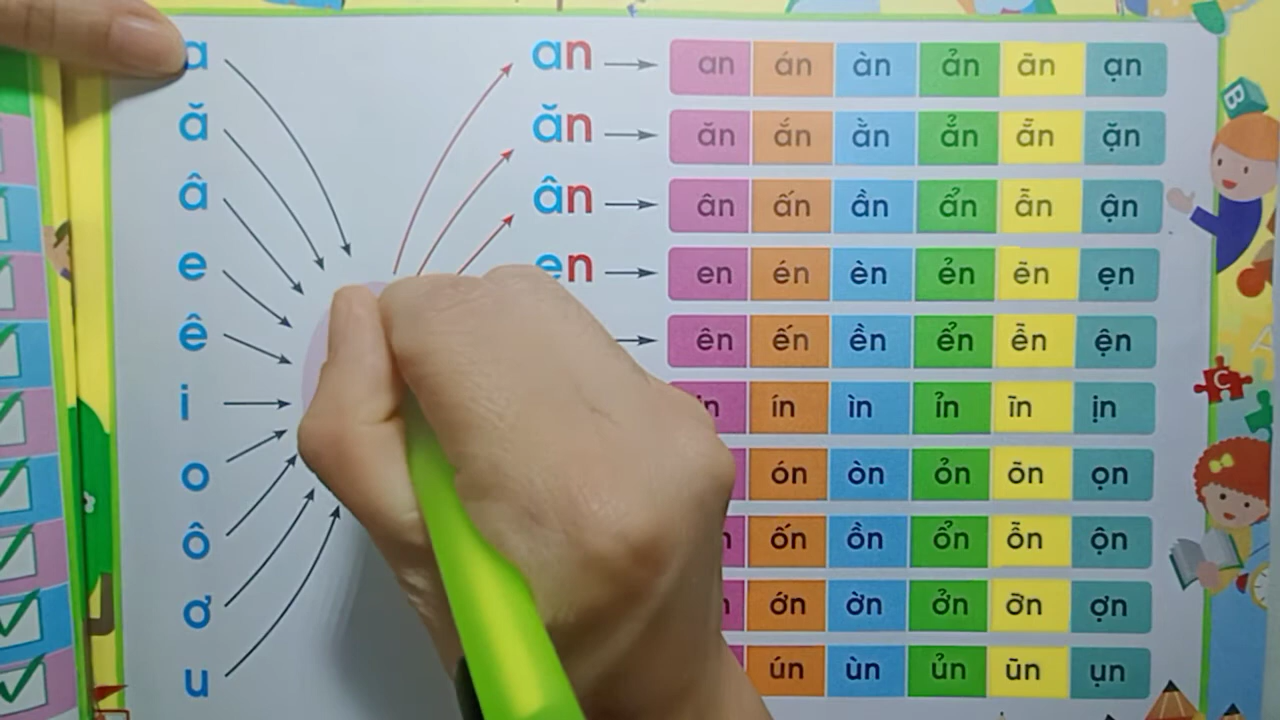 a an an án àn ản ãn ạn
ă ăn ăn ắn ằn ẳn ẵn ặn
â ân ân ấn ần ẩn ẫn ận
e en en én èn ẻn ẽn ẹn
ê ên ến ền ển ễn ện
i ín ìn ỉn ĩn ịn
o ón òn ỏn õn ọn
ô ốn ồn ổn ỗn ộn
ơ ớn ờn ởn ỡn ợn
u ún ùn ủn ũn ụn
B
C
A